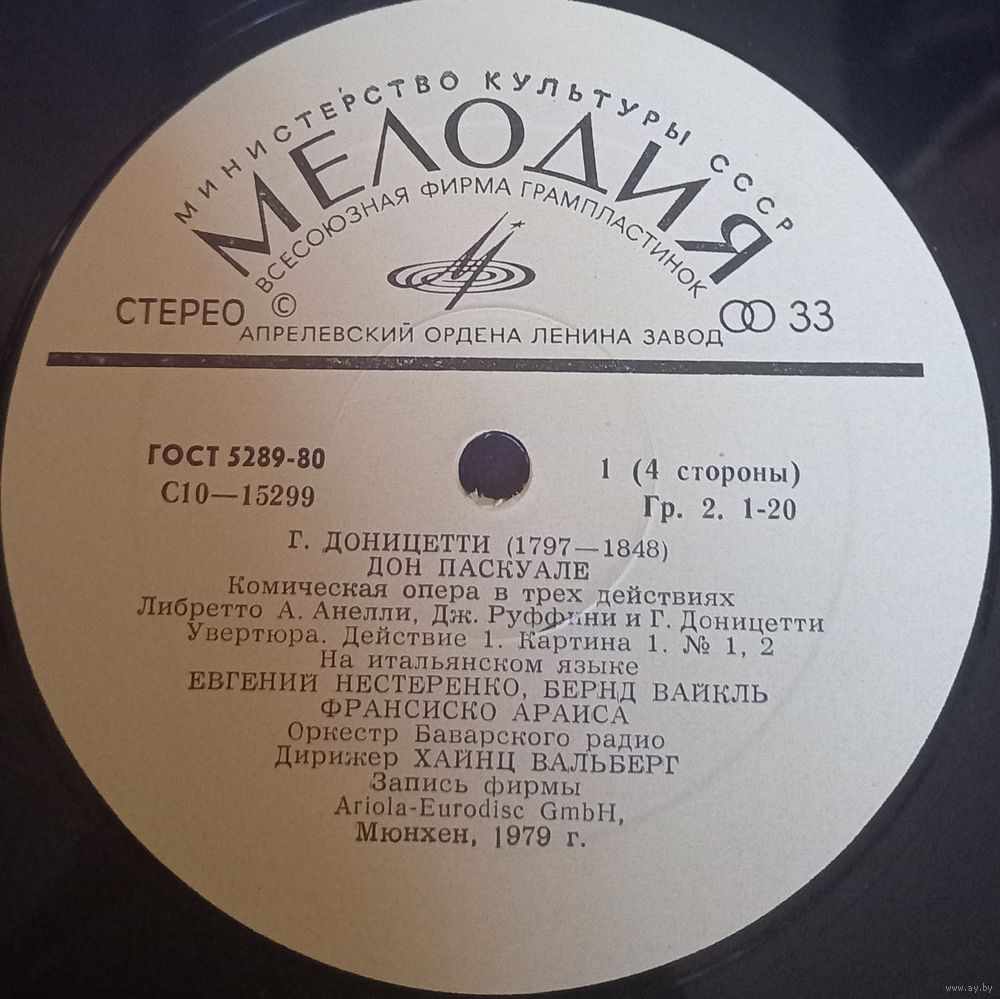 МИНИСТЕРСТВО КУЛЬТУРЫ СССР
МЕЛОДИЯ
ВСЕСОЮЗНАЯ ФИРМА ГРАМПЛАСТИНОК
СТЕРЕО © 33
АПРЕЛЕВСКИЙ ОРДЕНА ЛЕНИНА ЗАВОД
ГОСТ 5289-80
С10—15299
1 (4 стороны)
Гр. 2. 1-20
Г. ДОНИЦЕТТИ (1797—1848)
ДОН ПАСКУАЛЕ
Комическая опера в трех действиях
Либретто А. Анелли, Дж. Руффини и Г. Доницетти
Увертюра. Действие 1. Картина 1. № 1, 2
На итальянском языке
ЕВГЕНИЙ НЕСТЕРЕНКО, БЕРНД ВАЙКЛЬ
ФРАНСИСКО АРАИСА
Оркестр Баварского радио
Дирижер ХАЙНЦ ВАЛЬБЕРГ
Запись фирмы
Ariola-Eurodisc GmbH,
Мюнхен, 1979 г.
www.ay.by